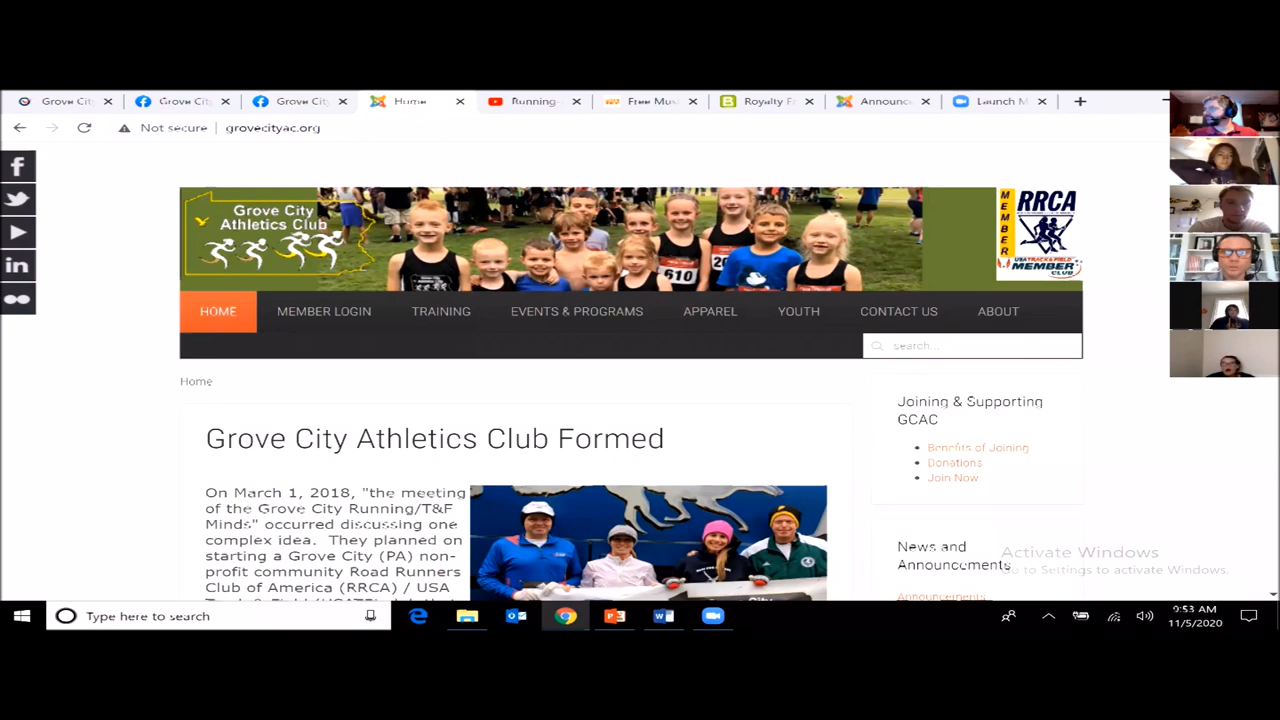 Grove City
Grove City
Grove City
Home
Running-
Free Mus
Royalty F
Announce
Launch M
Not secure
grovecityac.org
Grove City
Athletics Club
610
MEMBER
RRCA
USA TRACK & FIELD
MEMBER
CLUB
HOME
MEMBER LOGIN
TRAINING
EVENTS & PROGRAMS
APPAREL
YOUTH
CONTACT US
ABOUT
search...
Home
Grove City Athletics Club Formed
On March 1, 2018, "the meeting
of the Grove City Running/T&F
Minds" occurred discussing one
complex idea. They planned on
starting a Grove City (PA) non-
profit community Road Runners
Club of America (RRCA) / USA
Joining & Supporting
GCAC
Benefits of Joining
Donations
Join Now
News and
Announcements
Announcements
Activate Windows
Go to Settings to activate Windows.
Type here to search
9:53 AM
11/5/2020